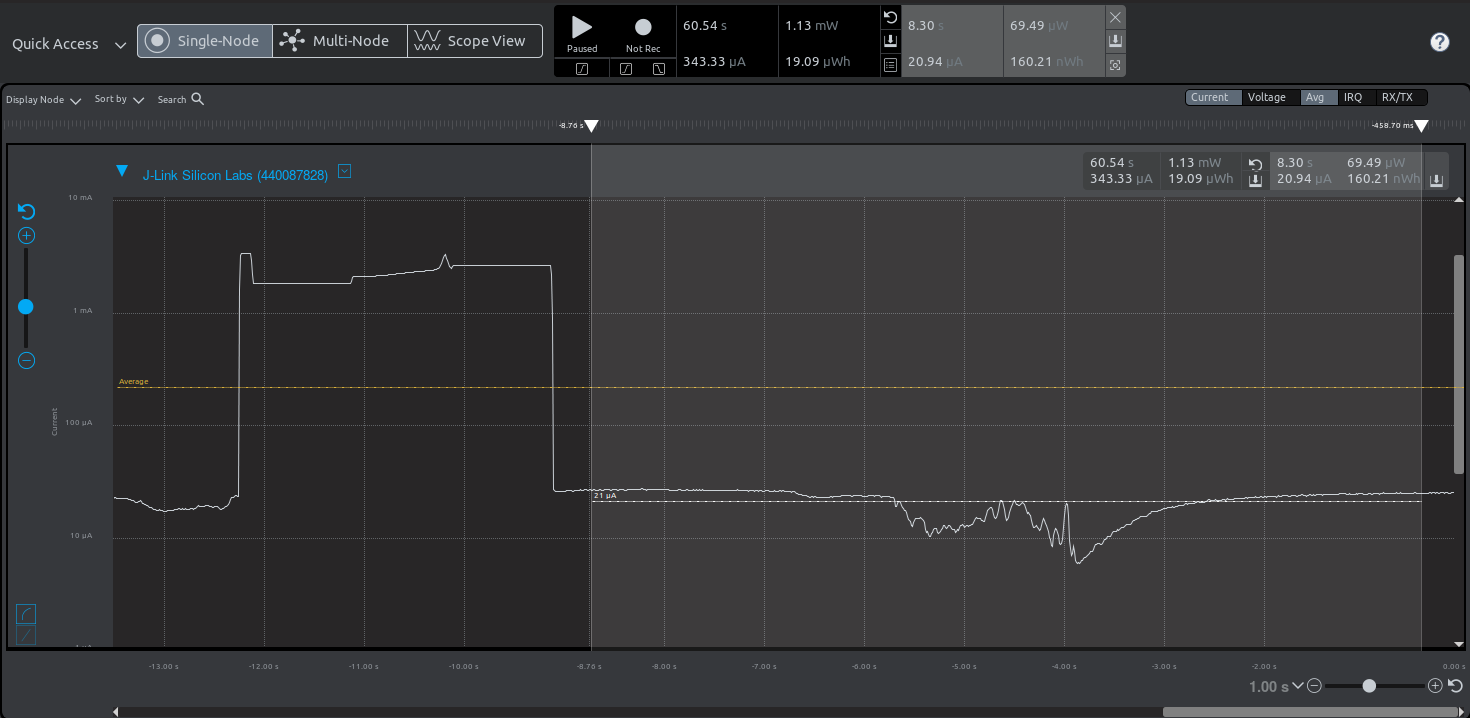 Quick Access
Single-Node
Multi-Node
Scope View
Paused
Not Rec
60.54 s
343.33 µA
1.13 mW
19.09 µWh
8.30 s
20.94 µA
69.49 µW
160.21 nWh
?
Display Node
Sort by
Search
Current
Voltage
Avg
IRQ
RX/TX
-8.76 s
-458.70 ms
J-Link Silicon Labs (440087828)
60.54 s
343.33 µA
1.13 mW
19.09 µWh
8.30 s
20.94 µA
69.49 µW
160.21 nWh
10 mA
1 mA
Average
100 µA
Current
21 µA
10 µA
-13.00 s
-12.00 s
-11.00 s
-10.00 s
-8.76 s
-8.00 s
-7.00 s
-6.00 s
-5.00 s
-4.00 s
-3.00 s
-2.00 s
0.00 s
1.00 s